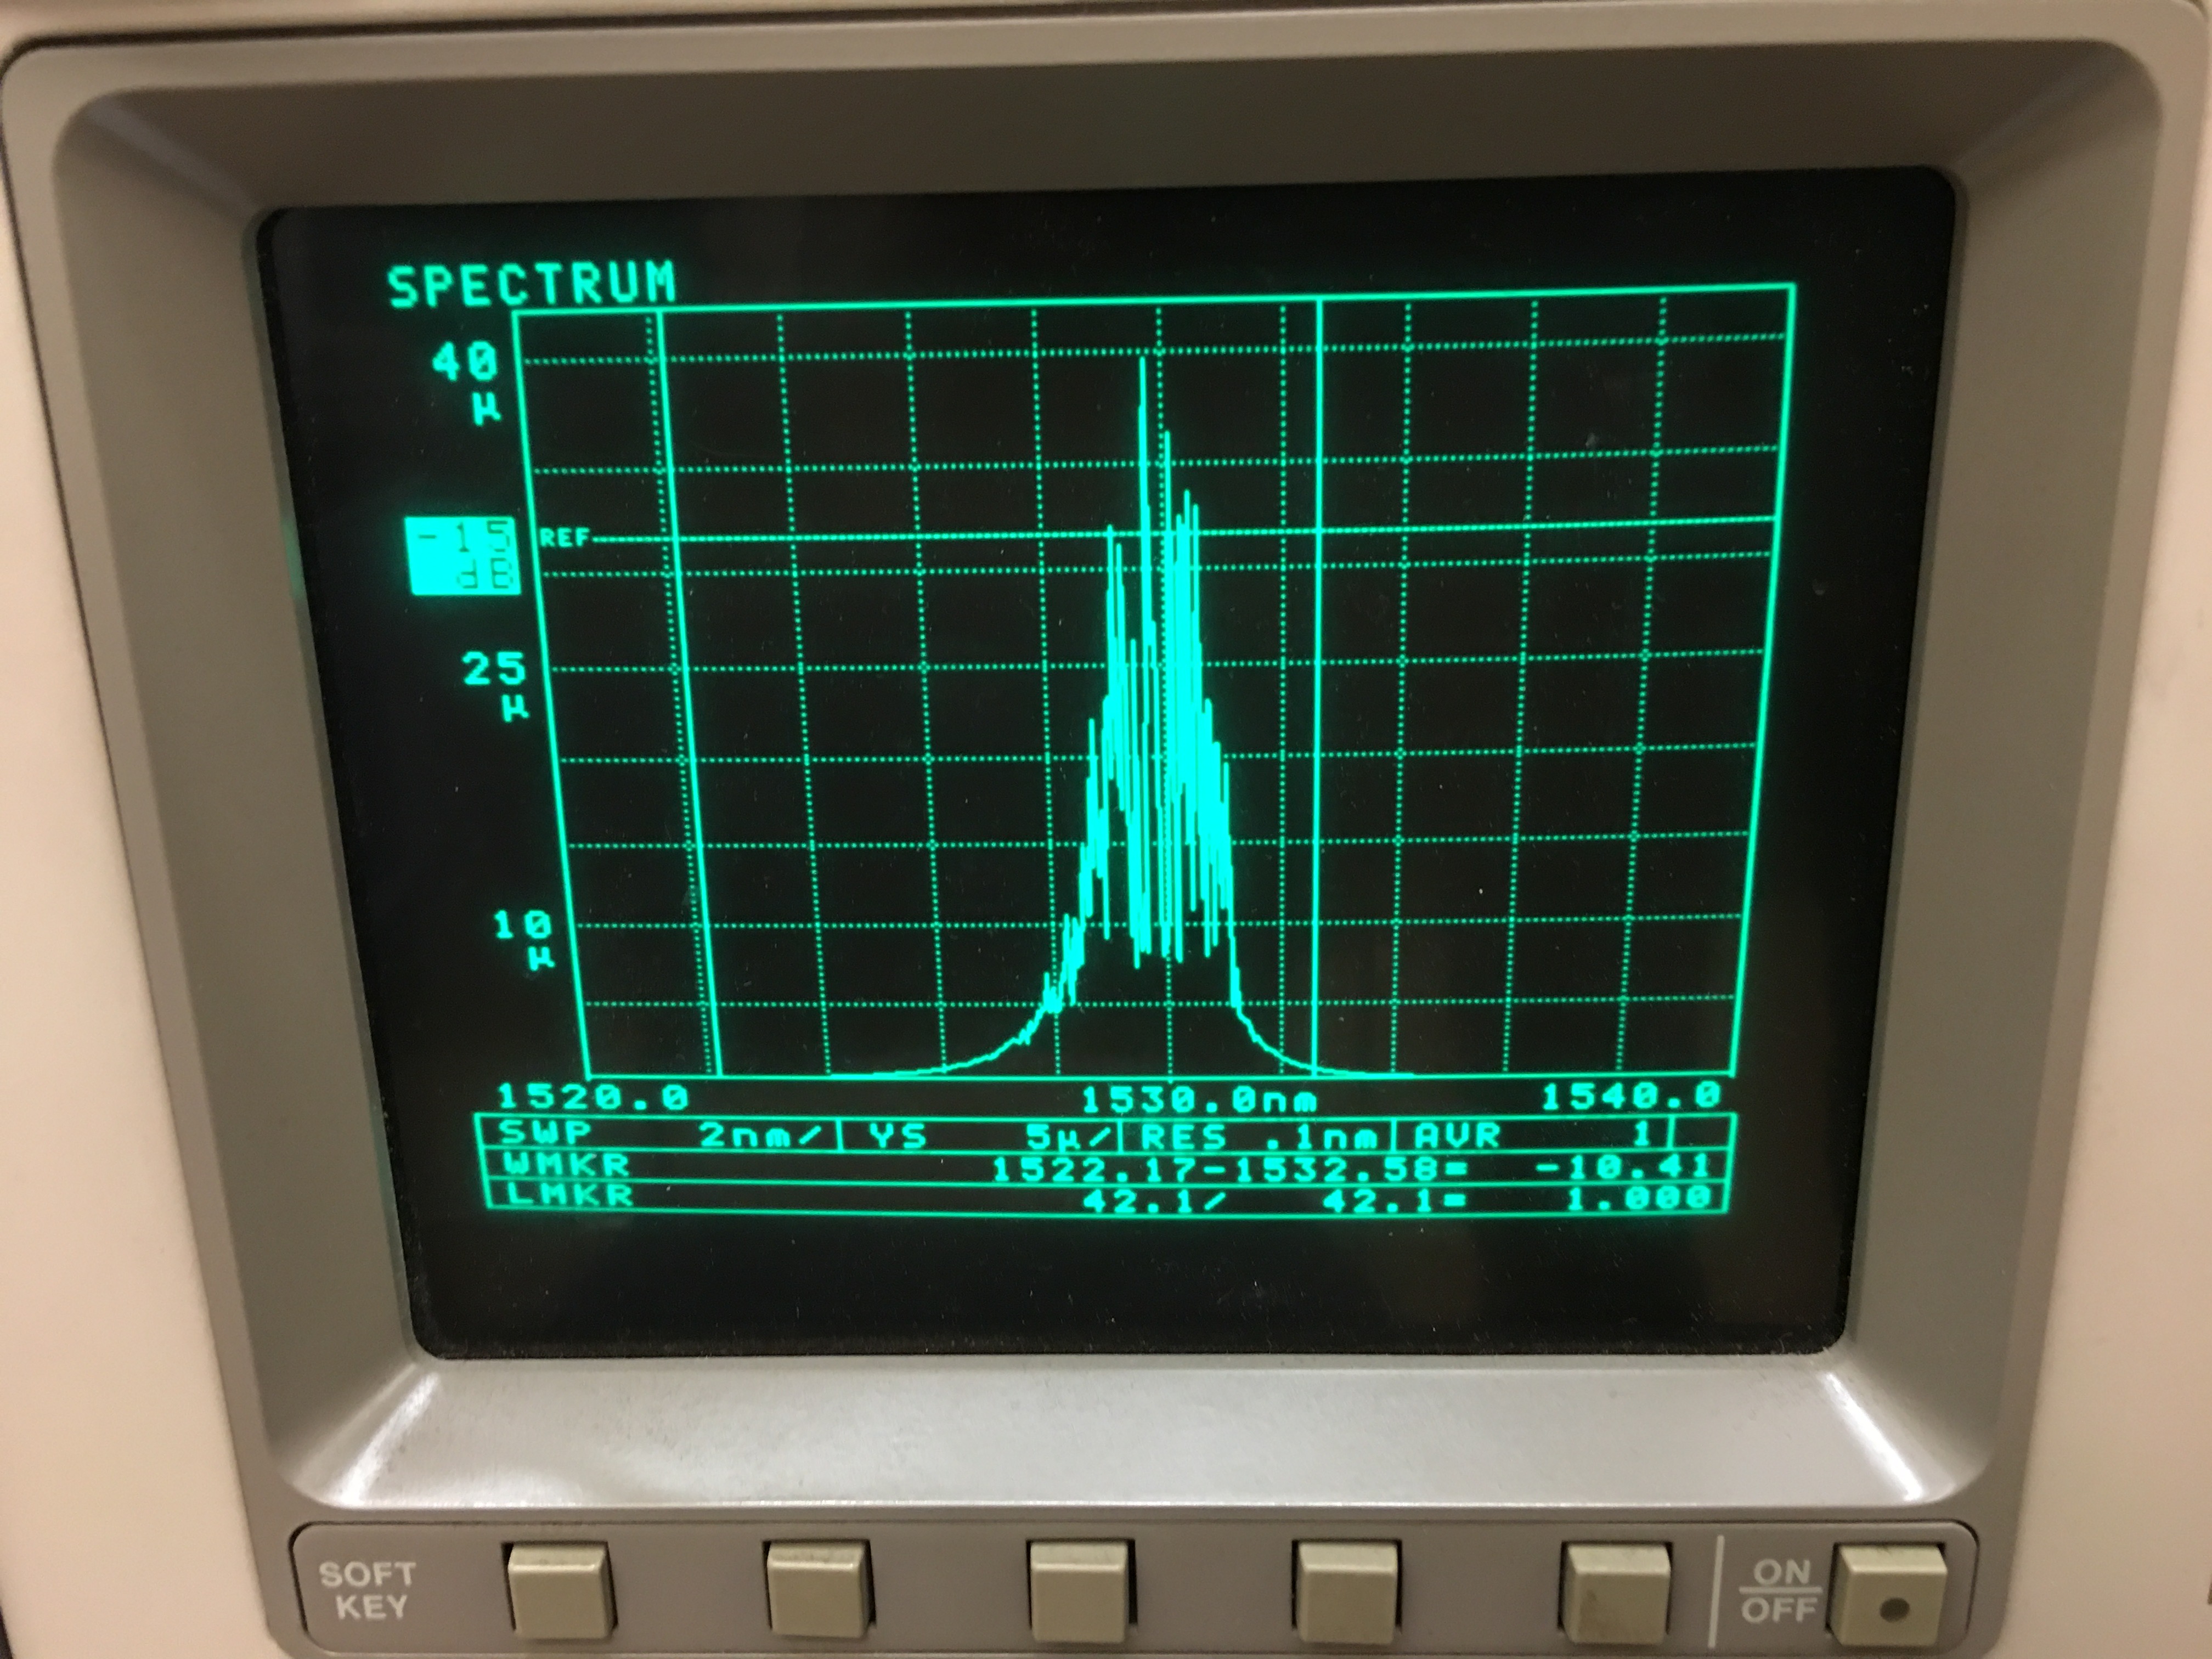 SPECTRUM
40
μ
-15
dB
REF
25
μ
10
μ
1520.0 1530.0nm 1540.0
SWP 2nm/ YS 5μ/ RES .1nm AVR 1
WMKR 1522.17-1532.58= -10.41
LMKR 42.1/ 42.1= 1.000
SOFT
KEY
ON
OFF